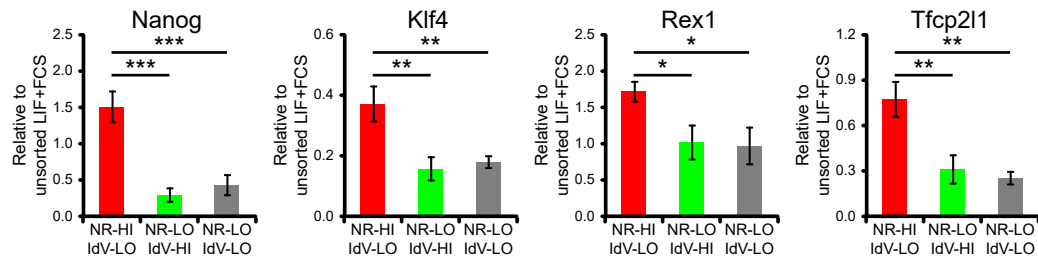 Nanog
Relative to
unsorted LIF+FCS
2.5
2.0
1.5
1.0
0.5
0.0
***
***
NR-HI NR-LO NR-LO
IdV-LO IdV-HI IdV-LO
Klf4
Relative to
unsorted LIF+FCS
0.6
0.4
0.2
0.0
**
**
NR-HI NR-LO NR-LO
IdV-LO IdV-HI IdV-LO
Rex1
Relative to
unsorted LIF+FCS
2.5
2.0
1.5
1.0
0.5
0.0
*
*
NR-HI NR-LO NR-LO
IdV-LO IdV-HI IdV-LO
Tfcp2l1
Relative to
unsorted LIF+FCS
1.2
0.9
0.6
0.3
0.0
**
**
NR-HI NR-LO NR-LO
IdV-LO IdV-HI IdV-LO